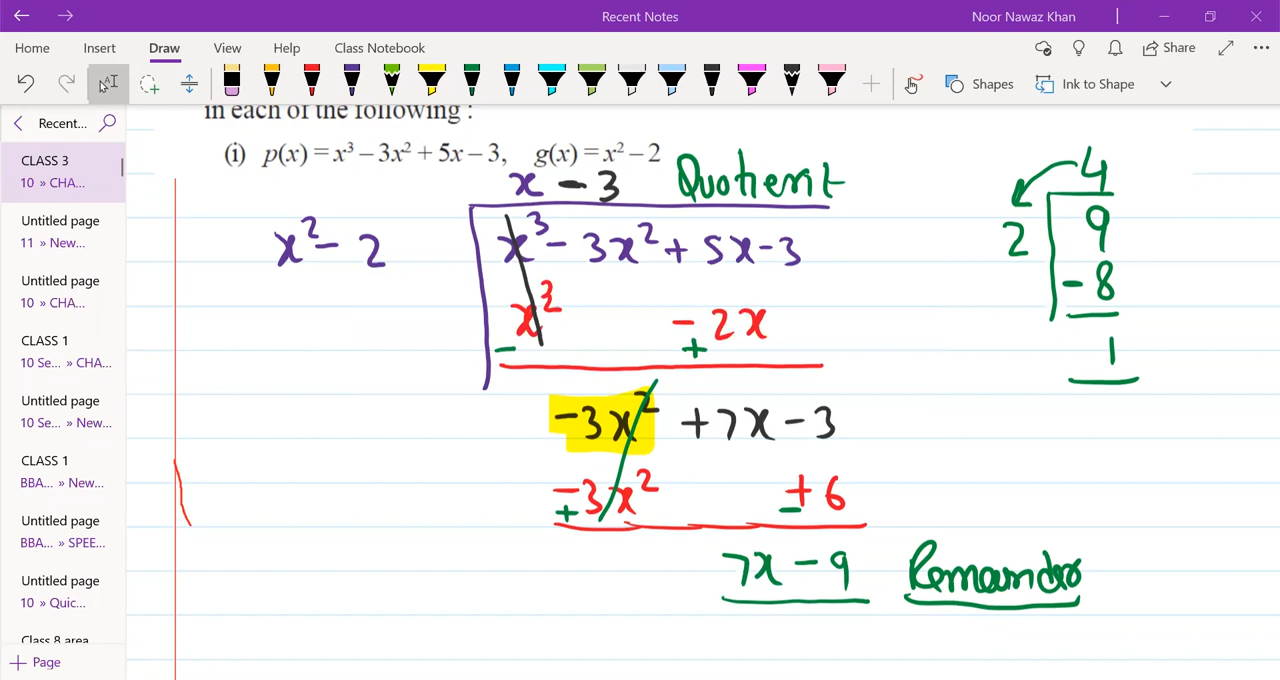 Recent Notes
Noor Nawaz Khan
Home Insert Draw View Help Class Notebook
Share
Shapes
Ink to Shape
Recent...
CLASS 3
10 » CHA...
Untitled page
11 » New...
Untitled page
10 » CHA...
CLASS 1
10 Se... » CHA...
Untitled page
10 Se... » New...
CLASS 1
BBA... » New...
Untitled page
BBA... » SPEE...
Untitled page
10 » Quic...
Class 8 area
Page
in each of the following :
(i) p(x) = x³ – 3x² + 5x – 3, g(x) = x² – 2
x - 3 Quotient
x² - 2
x³ - 3x² + 5x - 3
x³ - 2x
- +
-3x² + 7x - 3
-3x² + 6
+ -
7x - 9 Remainder
4
2 9
- 8
1